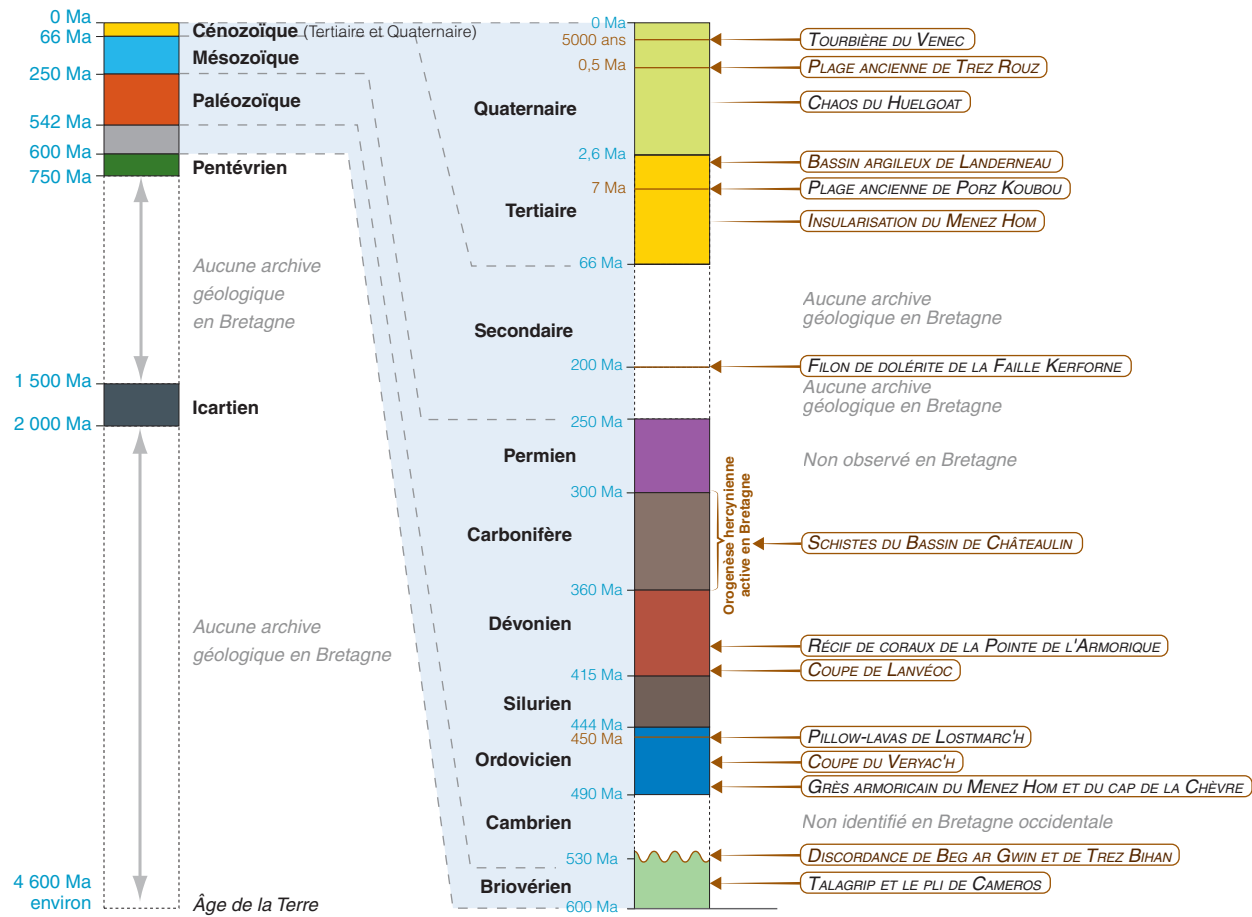 0 Ma
Cénozoïque (Tertiaire et Quaternaire)
66 Ma
Mésozoïque
250 Ma
Paléozoïque
542 Ma
600 Ma
Pentévrien
750 Ma
Aucune archive
géologique
en Bretagne
1 500 Ma
Icartien
2 000 Ma
Aucune archive
géologique en Bretagne
4 600 Ma
environ
Âge de la Terre
0 Ma
5000 ans
TOURBIÈRE DU VENEC
0,5 Ma
PLAGE ANCIENNE DE TREZ ROUZ
Quaternaire
CHAOS DU HUELGOAT
2,6 Ma
BASSIN ARGILEUX DE LANDERNEAU
7 Ma
PLAGE ANCIENNE DE PORZ KOUBOU
Tertiaire
INSULARISATION DU MENEZ HOM
66 Ma
Aucune archive
géologique en Bretagne
Secondaire
200 Ma
FILON DE DOLÉRITE DE LA FAILLE KERFORNE
Aucune archive
géologique en Bretagne
250 Ma
Permien
Non observé en Bretagne
300 Ma
Carbonifère
Orogenèse hercynienne
active en Bretagne
SCHISTES DU BASSIN DE CHÂTEAULIN
360 Ma
Dévonien
RÉCIF DE CORAUX DE LA POINTE DE L'ARMORIQUE
COUPE DE LANVÉOC
415 Ma
Silurien
444 Ma
450 Ma
PILLOW-LAVAS DE LOSTMARC'H
Ordovicien
COUPE DU VERYAC'H
GRÈS ARMORICAIN DU MENEZ HOM ET DU CAP DE LA CHÈVRE
490 Ma
Cambrien
Non identifié en Bretagne occidentale
530 Ma
DISCORDANCE DE BEG AR GWIN ET DE TREZ BIHAN
Briovérien
TALAGRIP ET LE PLI DE CAMEROS
600 Ma